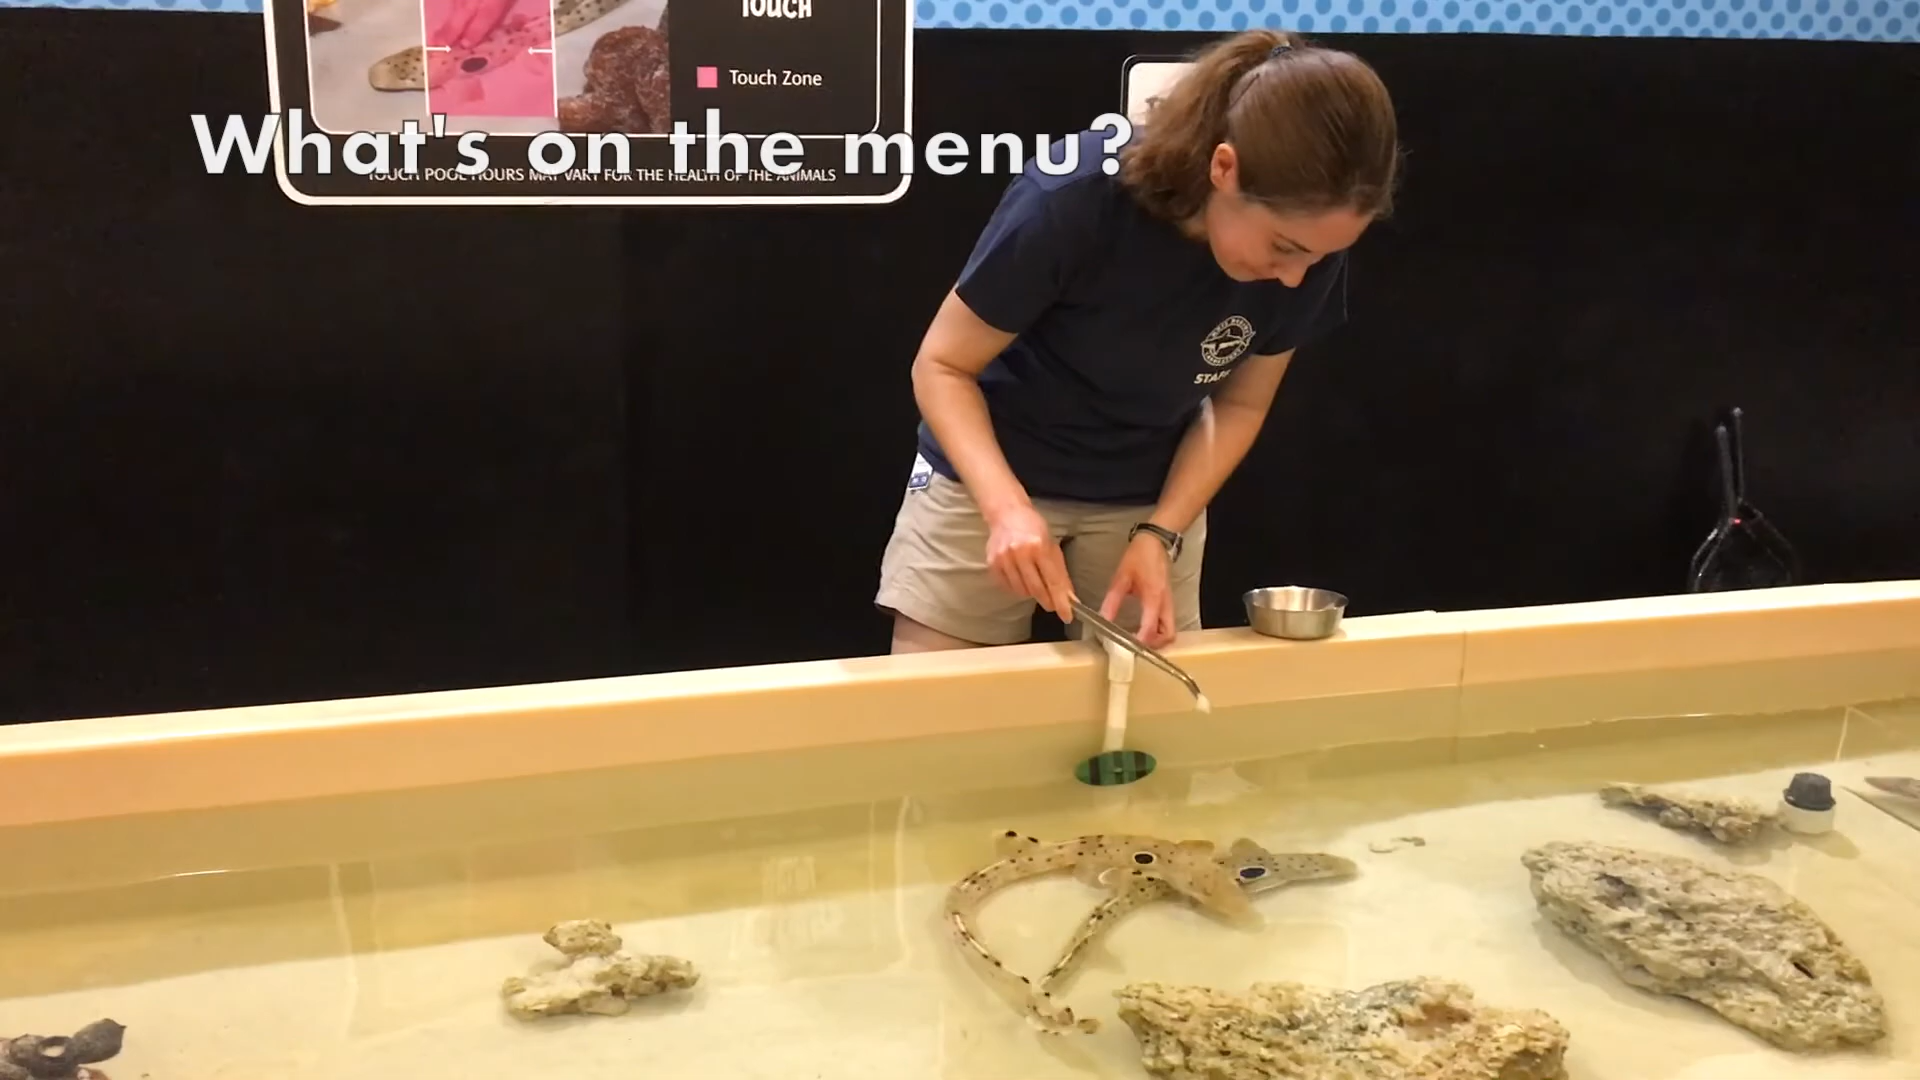 TOUCH
Touch Zone
What's on the menu?
TOUCH POOL HOURS MAY VARY FOR THE HEALTH OF THE ANIMALS
STAFF